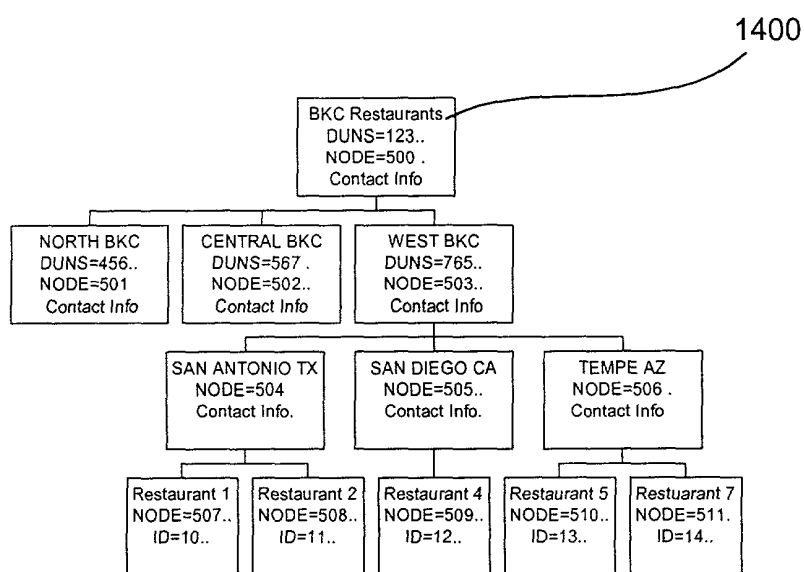 1400
BKC Restaurants
DUNS=123..
NODE=500 .
Contact Info
NORTH BKC
DUNS=456..
NODE=501
Contact Info
CENTRAL BKC
DUNS=567 .
NODE=502..
Contact Info
WEST BKC
DUNS=765..
NODE=503..
Contact Info
SAN ANTONIO TX
NODE=504
Contact Info.
SAN DIEGO CA
NODE=505..
Contact Info.
TEMPE AZ
NODE=506 .
Contact Info
Restaurant 1
NODE=507..
ID=10..
Restaurant 2
NODE=508..
ID=11..
Restaurant 4
NODE=509..
ID=12..
Restaurant 5
NODE=510..
ID=13..
Restuarant 7
NODE=511.
ID=14..